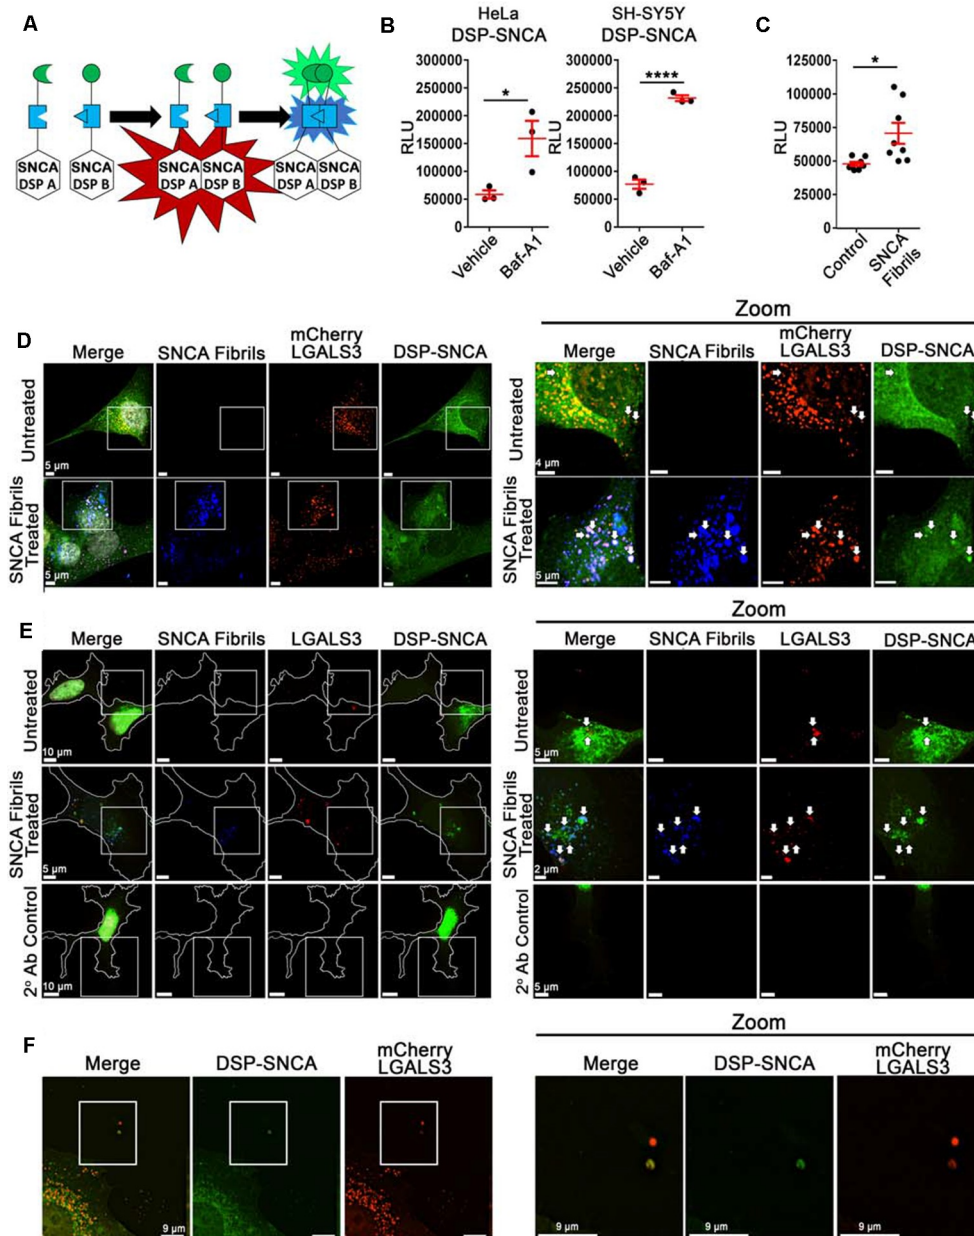 A
SNCA DSP A
SNCA DSP B
SNCA DSP A
SNCA DSP B
SNCA DSP A
SNCA DSP B
B
HeLa
DSP-SNCA
RLU
300000
250000
200000
150000
100000
50000
0
*
Vehicle
Baf-A1
SH-SY5Y
DSP-SNCA
RLU
300000
250000
200000
150000
100000
50000
0
****
Vehicle
Baf-A1
C
RLU
125000
100000
75000
50000
25000
0
*
Control
SNCA
Fibrils
D
Merge
SNCA Fibrils
mCherry
LGALS3
DSP-SNCA
Zoom
Merge
SNCA Fibrils
mCherry
LGALS3
DSP-SNCA
Untreated
5 µm
Untreated
4 µm
SNCA Fibrils
Treated
5 µm
SNCA Fibrils
Treated
5 µm
E
Merge
SNCA Fibrils
LGALS3
DSP-SNCA
Zoom
Merge
SNCA Fibrils
LGALS3
DSP-SNCA
Untreated
10 µm
Untreated
5 µm
SNCA Fibrils
Treated
5 µm
SNCA Fibrils
Treated
2 µm
2º Ab Control
10 µm
2º Ab Control
5 µm
F
Merge
DSP-SNCA
mCherry
LGALS3
Zoom
Merge
DSP-SNCA
mCherry
LGALS3
9 µm
9 µm
9 µm
9 µm
9 µm
9 µm